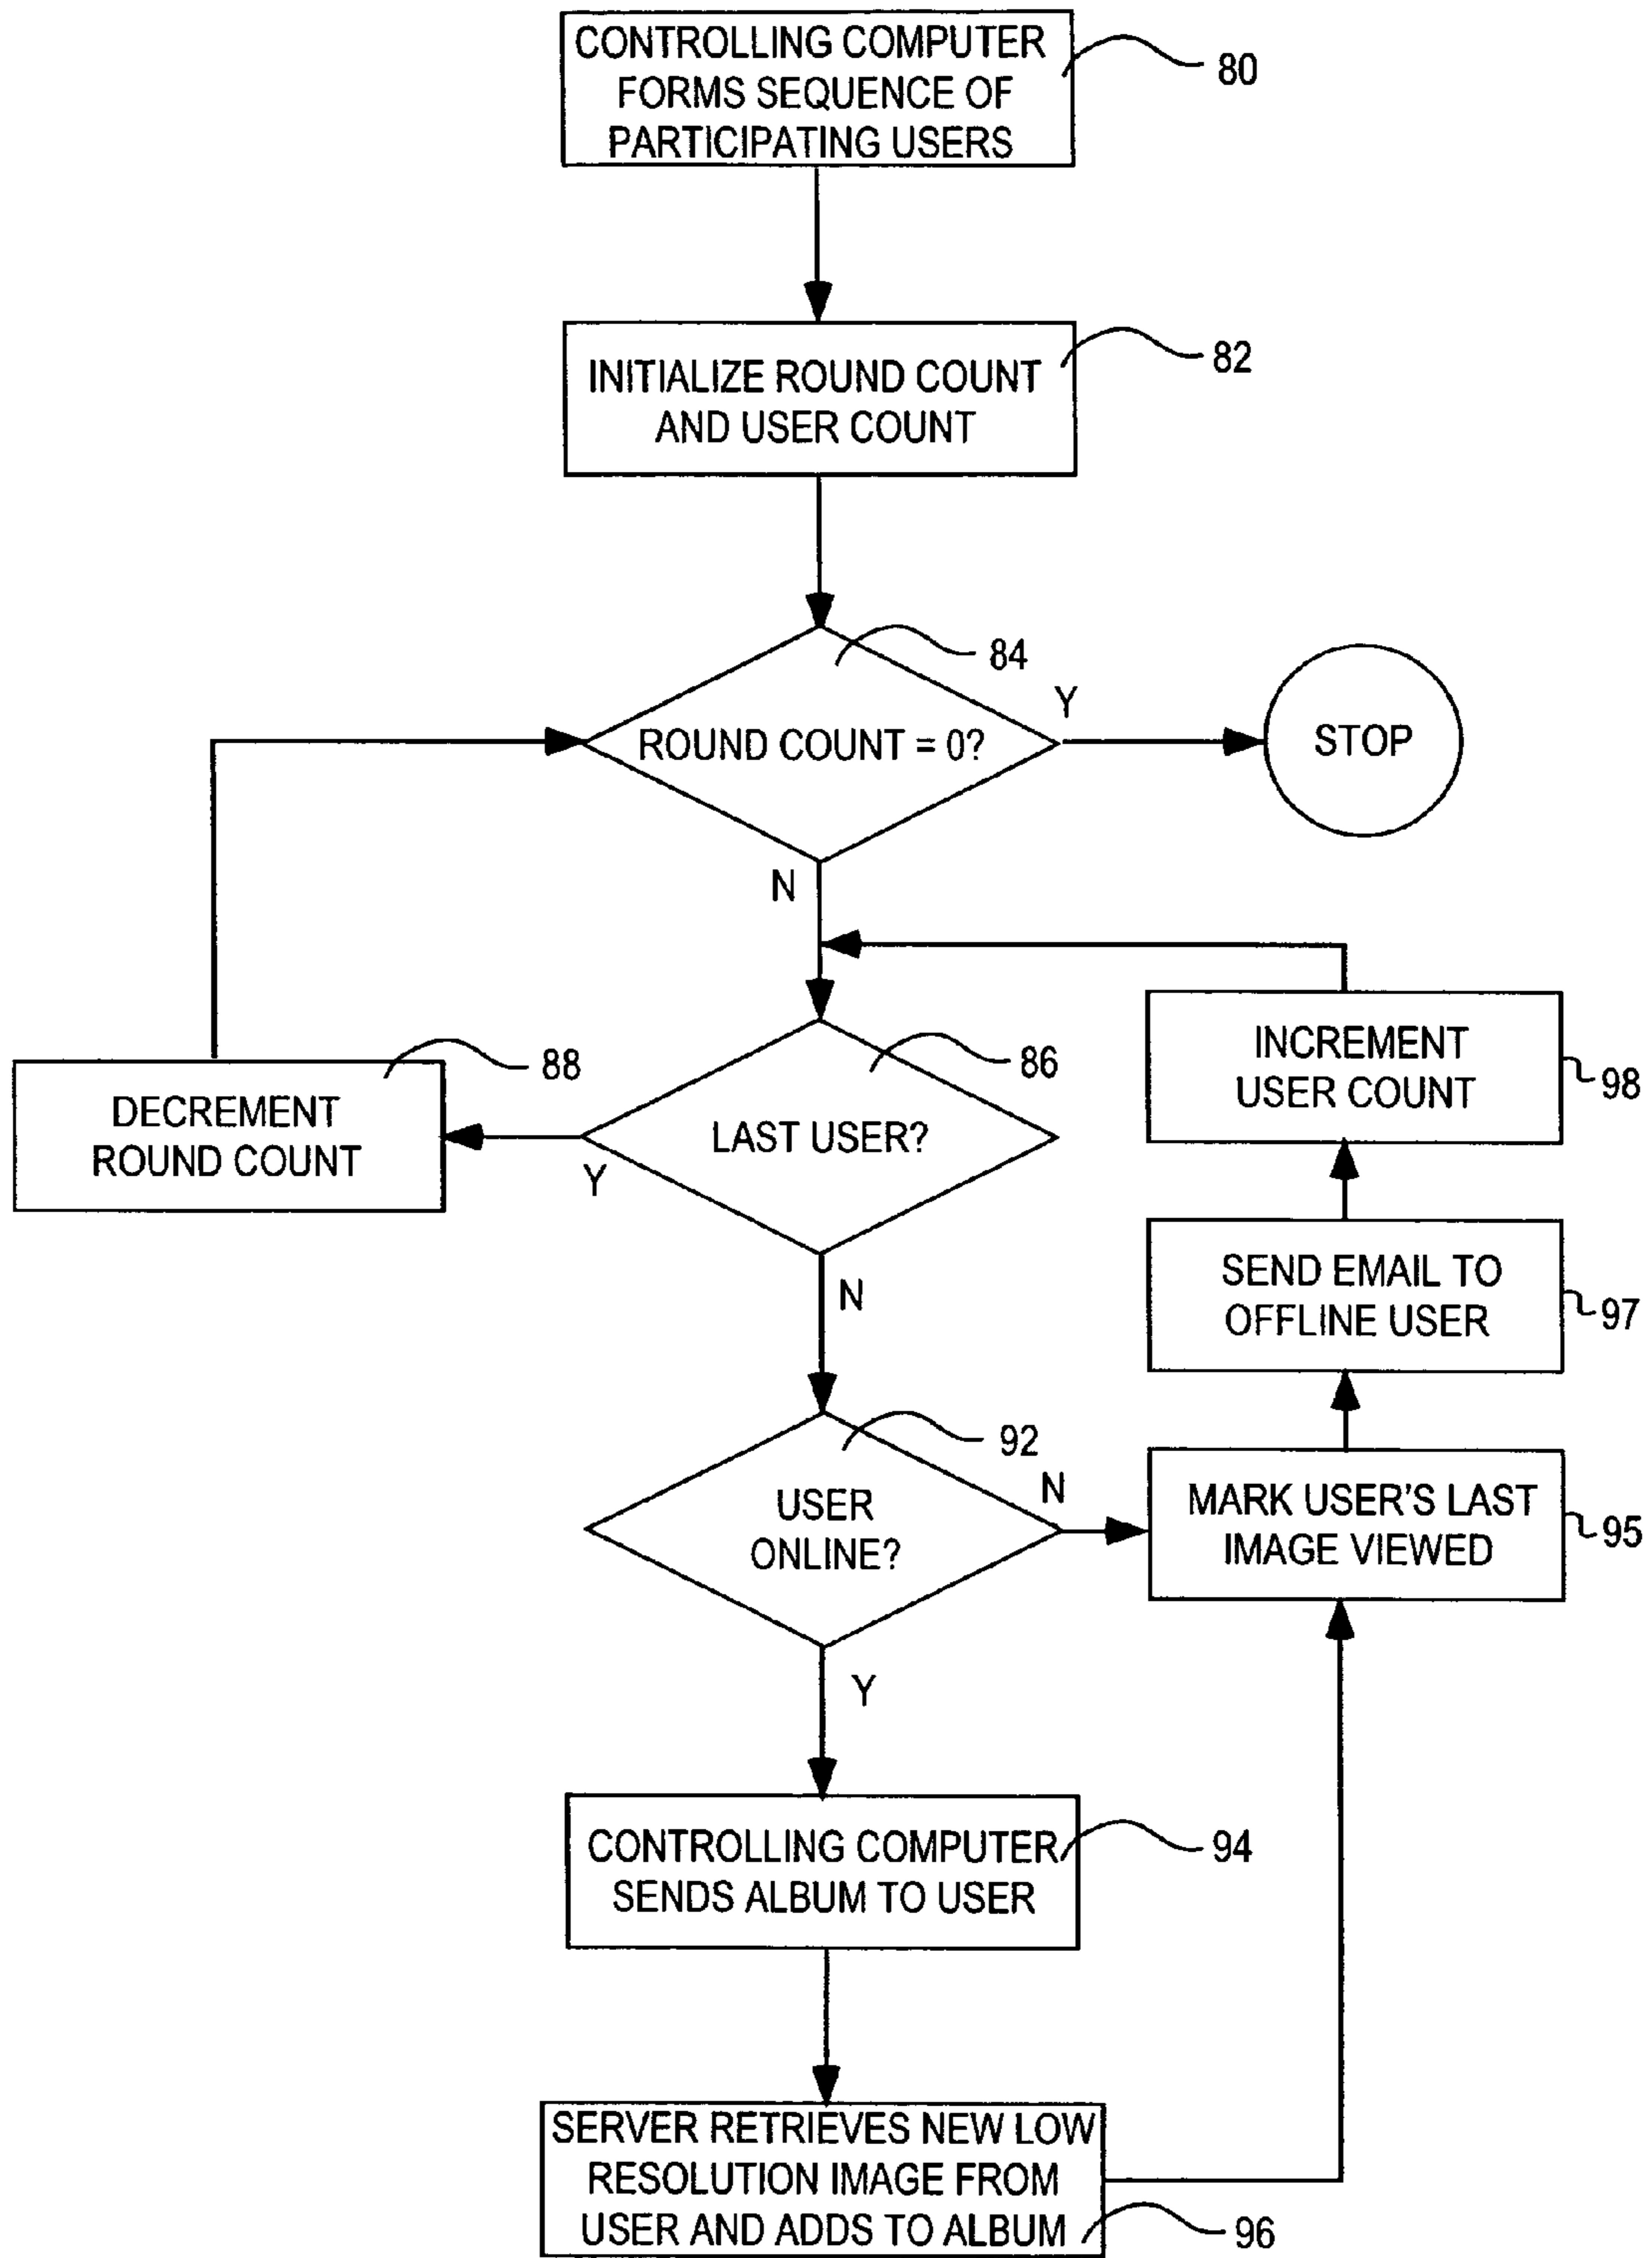 CONTROLLING COMPUTER
FORMS SEQUENCE OF
PARTICIPATING USERS
80
INITIALIZE ROUND COUNT
AND USER COUNT
82
84
ROUND COUNT = 0?
Y
STOP
N
86
LAST USER?
Y
N
88
DECREMENT
ROUND COUNT
INCREMENT
USER COUNT
98
SEND EMAIL TO
OFFLINE USER
97
92
USER
ONLINE?
N
Y
MARK USER'S LAST
IMAGE VIEWED
95
CONTROLLING COMPUTER
SENDS ALBUM TO USER
94
SERVER RETRIEVES NEW LOW
RESOLUTION IMAGE FROM
USER AND ADDS TO ALBUM
96